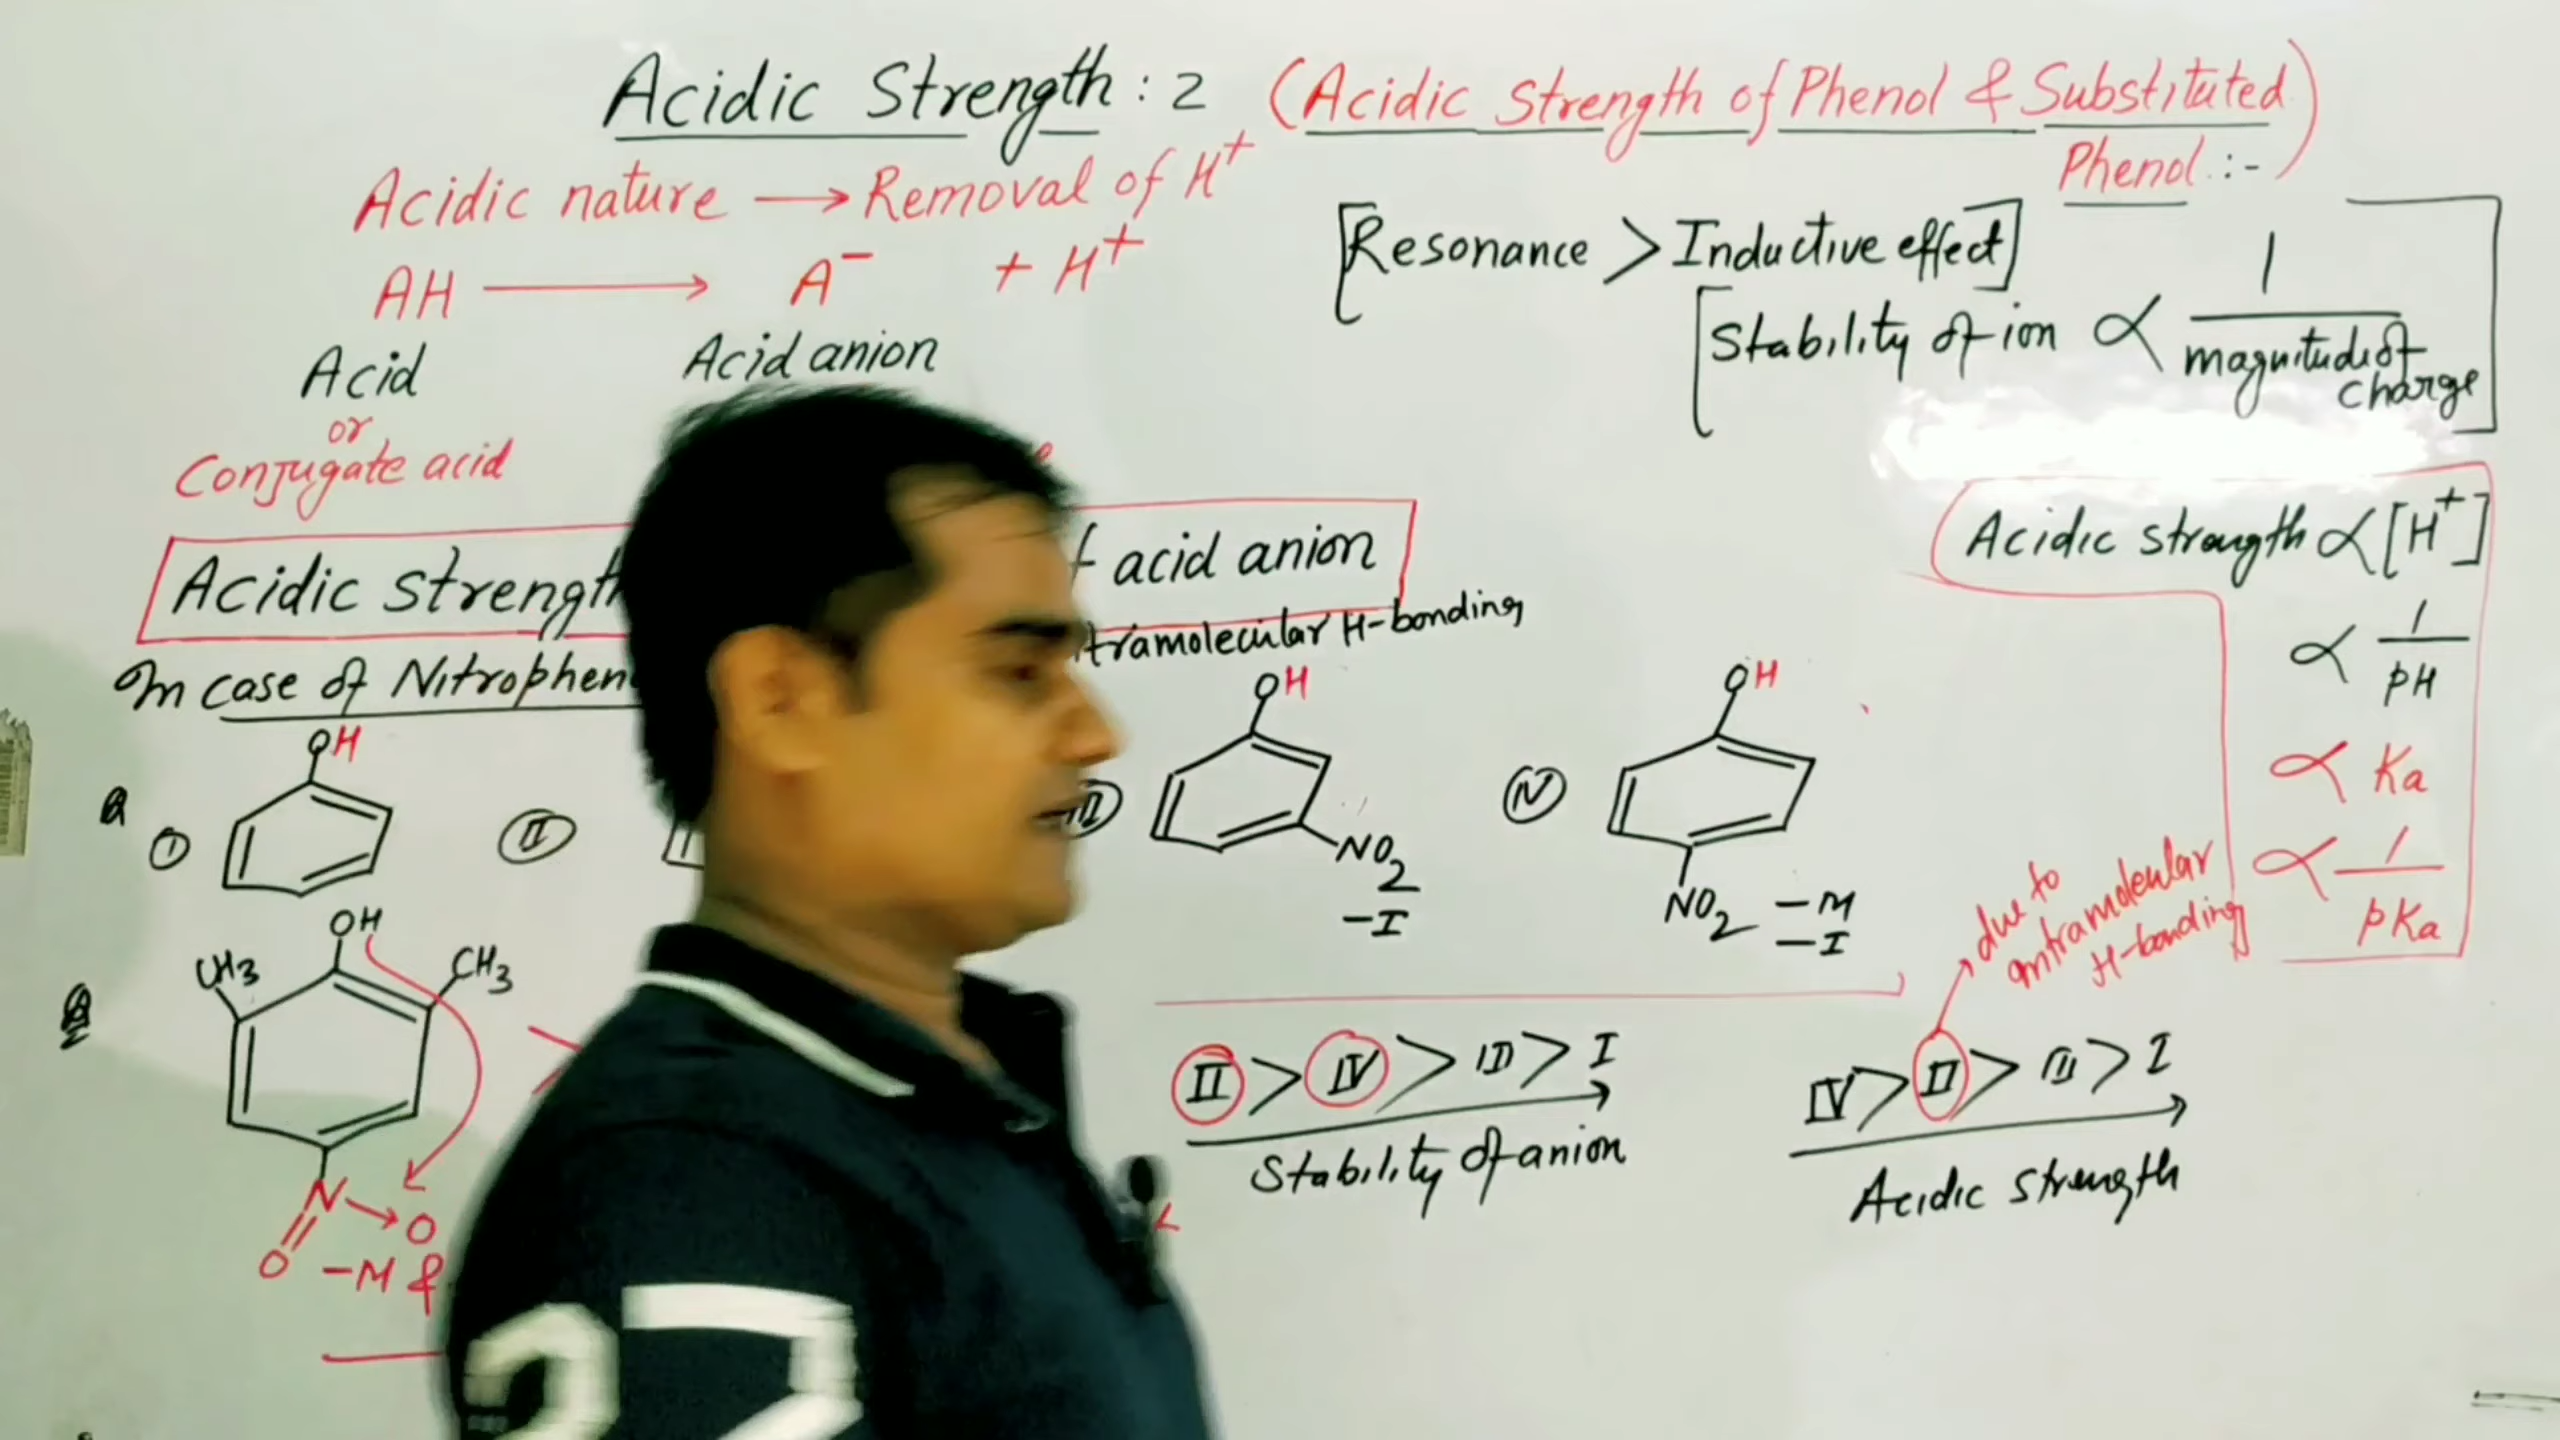 Acidic Strength : 2 (Acidic Strength of Phenol & Substituted
Phenol :-)
Acidic nature → Removal of H+
AH → A− + H+
Acid
Acid anion
or
Conjugate acid
[Resonance > Inductive effect]
[Stability of ion ∝ 1 / magnitude of charge]
Acidic strength
acid anion
Acidic strength ∝ [H+]
∝ 1 / pH
∝ Ka
∝ 1 / pKa
In case of
H-bonding
OH
I
II
OH
NO2
-I
IV
OH
NO2
-M
-I
OH
CH3
CH3
N → O
O
-M &
II > IV > III > I
Stability of anion
due to
intramolecular
H-bonding
IV > II > III > I
Acidic strength
27